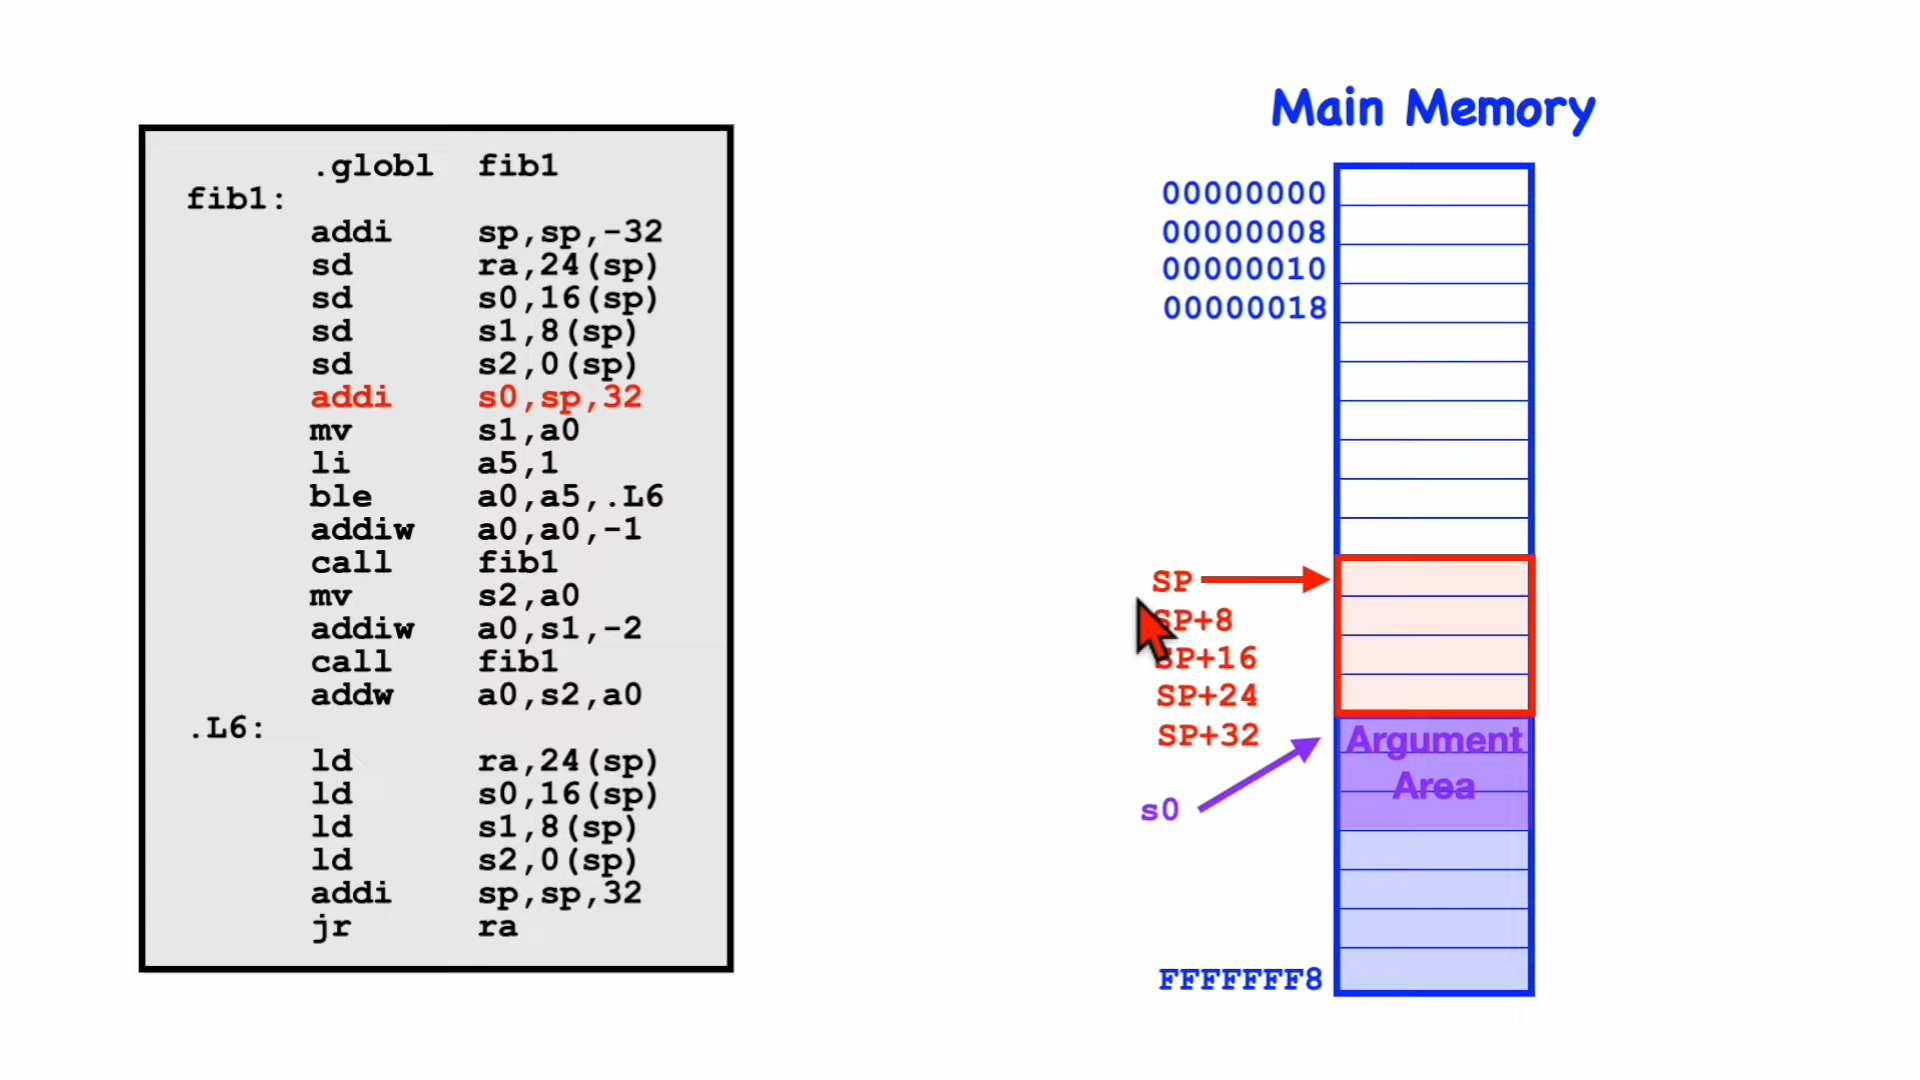 .globl fib1
fib1:
addi sp,sp,-32
sd ra,24(sp)
sd s0,16(sp)
sd s1,8(sp)
sd s2,0(sp)
addi s0,sp,32
mv s1,a0
li a5,1
ble a0,a5,.L6
addiw a0,a0,-1
call fib1
mv s2,a0
addiw a0,s1,-2
call fib1
addw a0,s2,a0
.L6:
ld ra,24(sp)
ld s0,16(sp)
ld s1,8(sp)
ld s2,0(sp)
addi sp,sp,32
jr ra
Main Memory
00000000
00000008
00000010
00000018
SP
SP+8
SP+16
SP+24
SP+32
s0
Argument
Area
FFFFFFF8